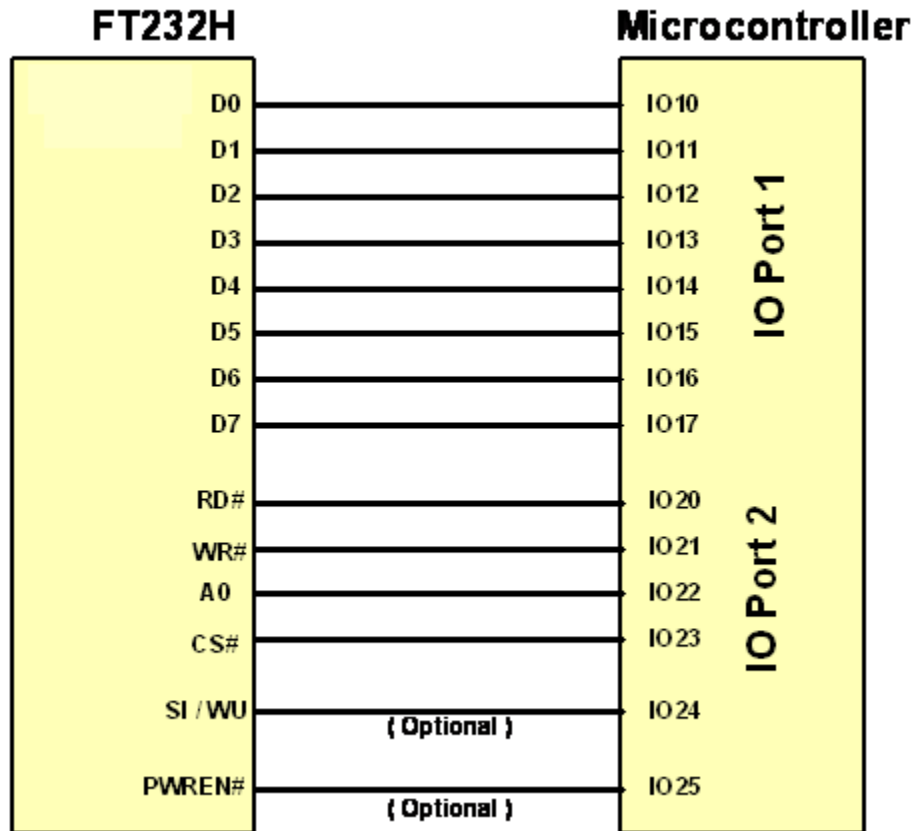 FT232H Microcontroller
D0 IO10
D1 IO11
D2 IO12
D3 IO13
D4 IO14
D5 IO15
D6 IO16
D7 IO17
IO Port 1
RD# IO20
WR# IO21
A0 IO22
CS# IO23
SI / WU IO24
( Optional )
PWREN# IO25
( Optional )
IO Port 2